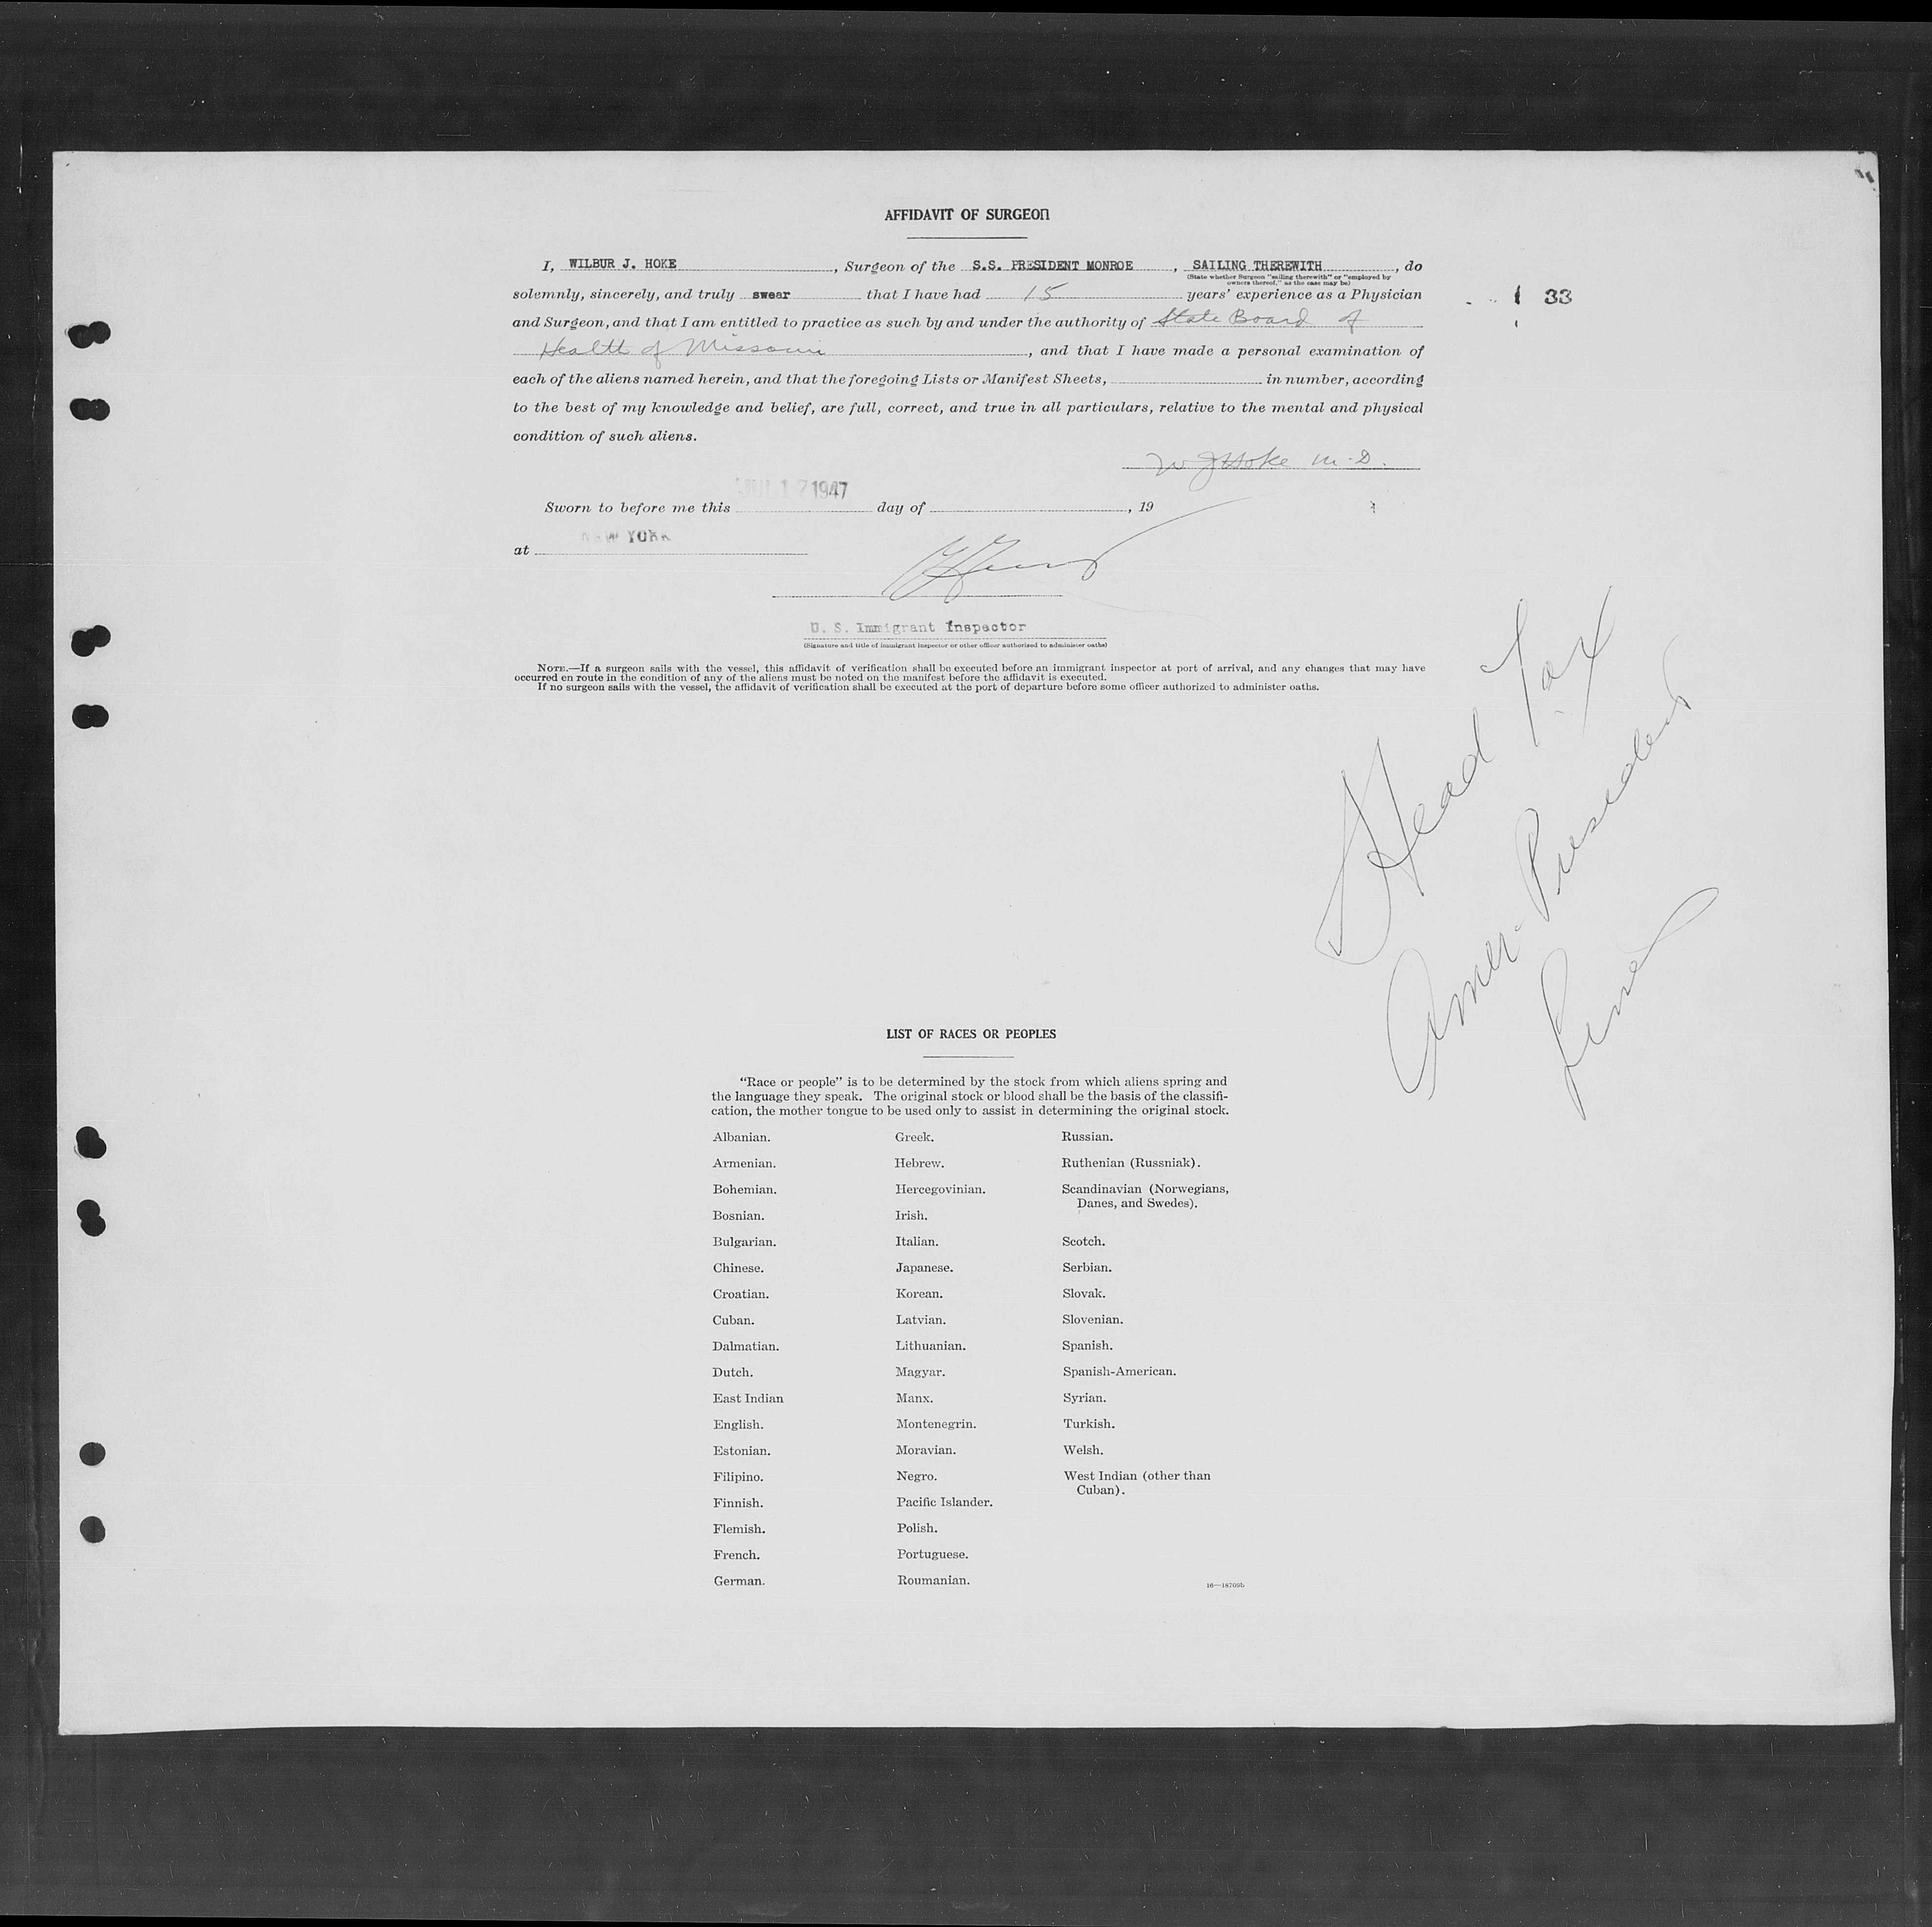 AFFIDAVIT OF SURGEON
I, WILBUR J. HOKE, Surgeon of the S.S. PRESIDENT MONROE, SAILING THEREWITH, do
(State whether Surgeon "sailing therewith" or "employed by
owners thereof," as the case may be)
solemnly, sincerely, and truly swear that I have had 15 years' experience as a Physician
33
and Surgeon, and that I am entitled to practice as such by and under the authority of State Board of
Health of Missouri, and that I have made a personal examination of
each of the aliens named herein, and that the foregoing Lists or Manifest Sheets, in number, according
to the best of my knowledge and belief, are full, correct, and true in all particulars, relative to the mental and physical
condition of such aliens.
W J Hoke M.D.
JUL 17 1947
Sworn to before me this day of , 19
NEW YORK
at
U. S. Immigrant Inspector
(Signature and title of immigrant inspector or other officer authorized to administer oaths)
NOTE.—If a surgeon sails with the vessel, this affidavit of verification shall be executed before an immigrant inspector at port of arrival, and any changes that may have
occurred en route in the condition of any of the aliens must be noted on the manifest before the affidavit is executed.
If no surgeon sails with the vessel, the affidavit of verification shall be executed at the port of departure before some officer authorized to administer oaths.
Head Tax
Amer. President
Lines
LIST OF RACES OR PEOPLES
"Race or people" is to be determined by the stock from which aliens spring and
the language they speak. The original stock or blood shall be the basis of the classifi-
cation, the mother tongue to be used only to assist in determining the original stock.
Albanian.
Armenian.
Bohemian.
Bosnian.
Bulgarian.
Chinese.
Croatian.
Cuban.
Dalmatian.
Dutch.
East Indian
English.
Estonian.
Filipino.
Finnish.
Flemish.
French.
German.
Greek.
Hebrew.
Hercegovinian.
Irish.
Italian.
Japanese.
Korean.
Latvian.
Lithuanian.
Magyar.
Manx.
Montenegrin.
Moravian.
Negro.
Pacific Islander.
Polish.
Portuguese.
Roumanian.
Russian.
Ruthenian (Russniak).
Scandinavian (Norwegians,
Danes, and Swedes).
Scotch.
Serbian.
Slovak.
Slovenian.
Spanish.
Spanish-American.
Syrian.
Turkish.
Welsh.
West Indian (other than
Cuban).